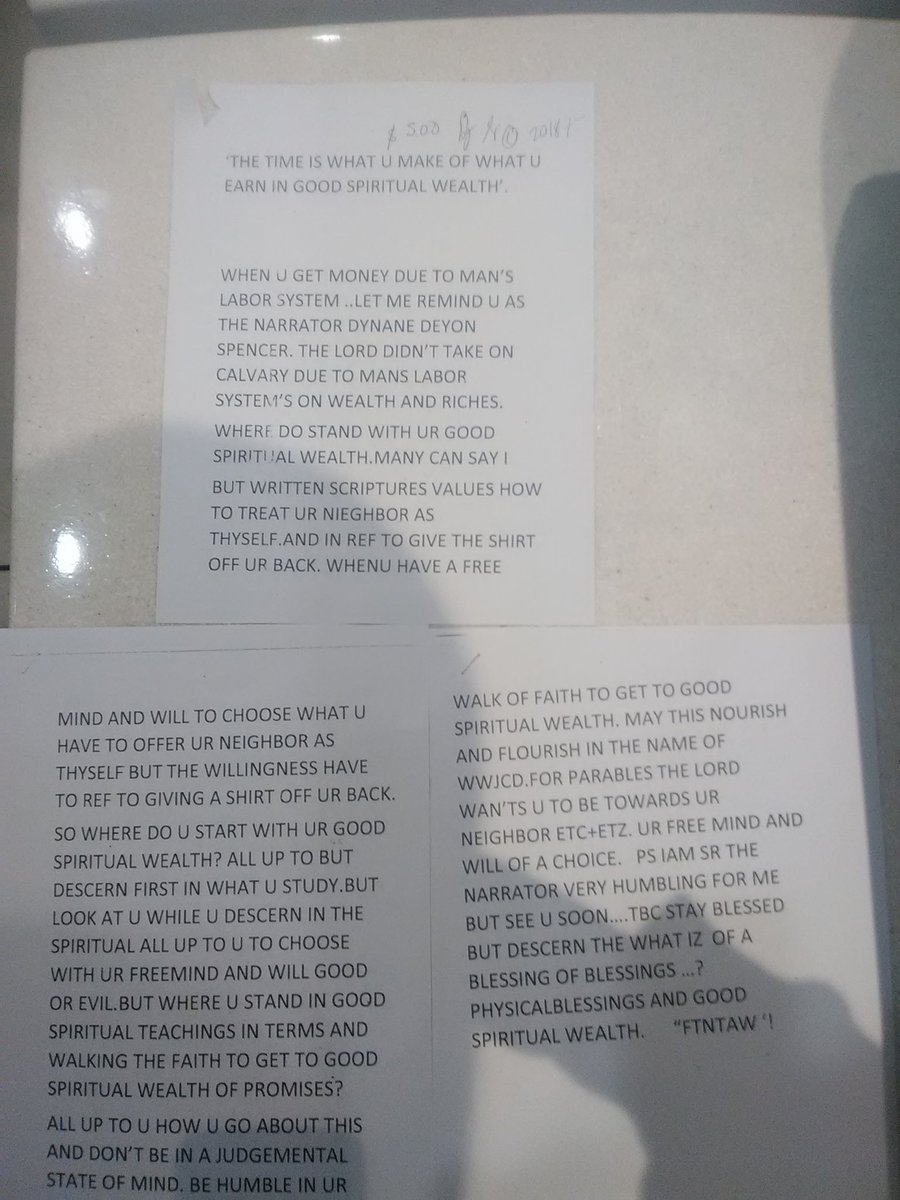 $ 5.00 © 2018
'THE TIME IS WHAT U MAKE OF WHAT U
EARN IN GOOD SPIRITUAL WEALTH'.
WHEN U GET MONEY DUE TO MAN'S
LABOR SYSTEM ..LET ME REMIND U AS
THE NARRATOR DYNANE DEYON
SPENCER. THE LORD DIDN'T TAKE ON
CALVARY DUE TO MANS LABOR
SYSTEM'S ON WEALTH AND RICHES.
WHERE DO STAND WITH UR GOOD
SPIRITUAL WEALTH.MANY CAN SAY I
BUT WRITTEN SCRIPTURES VALUES HOW
TO TREAT UR NIEGHBOR AS
THYSELF.AND IN REF TO GIVE THE SHIRT
OFF UR BACK. WHENU HAVE A FREE
MIND AND WILL TO CHOOSE WHAT U
HAVE TO OFFER UR NEIGHBOR AS
THYSELF BUT THE WILLINGNESS HAVE
TO REF TO GIVING A SHIRT OFF UR BACK.
SO WHERE DO U START WITH UR GOOD
SPIRITUAL WEALTH? ALL UP TO BUT
DESCERN FIRST IN WHAT U STUDY.BUT
LOOK AT U WHILE U DESCERN IN THE
SPIRITUAL ALL UP TO U TO CHOOSE
WITH UR FREEMIND AND WILL GOOD
OR EVIL.BUT WHERE U STAND IN GOOD
SPIRITUAL TEACHINGS IN TERMS AND
WALKING THE FAITH TO GET TO GOOD
SPIRITUAL WEALTH OF PROMISES?
ALL UP TO U HOW U GO ABOUT THIS
AND DON'T BE IN A JUDGEMENTAL
STATE OF MIND. BE HUMBLE IN UR
WALK OF FAITH TO GET TO GOOD
SPIRITUAL WEALTH. MAY THIS NOURISH
AND FLOURISH IN THE NAME OF
WWJCD.FOR PARABLES THE LORD
WAN'TS U TO BE TOWARDS UR
NEIGHBOR ETC+ETZ. UR FREE MIND AND
WILL OF A CHOICE. PS IAM SR THE
NARRATOR VERY HUMBLING FOR ME
BUT SEE U SOON....TBC STAY BLESSED
BUT DESCERN THE WHAT IZ OF A
BLESSING OF BLESSINGS ...?
PHYSICALBLESSINGS AND GOOD
SPIRITUAL WEALTH. "FTNTAW '!